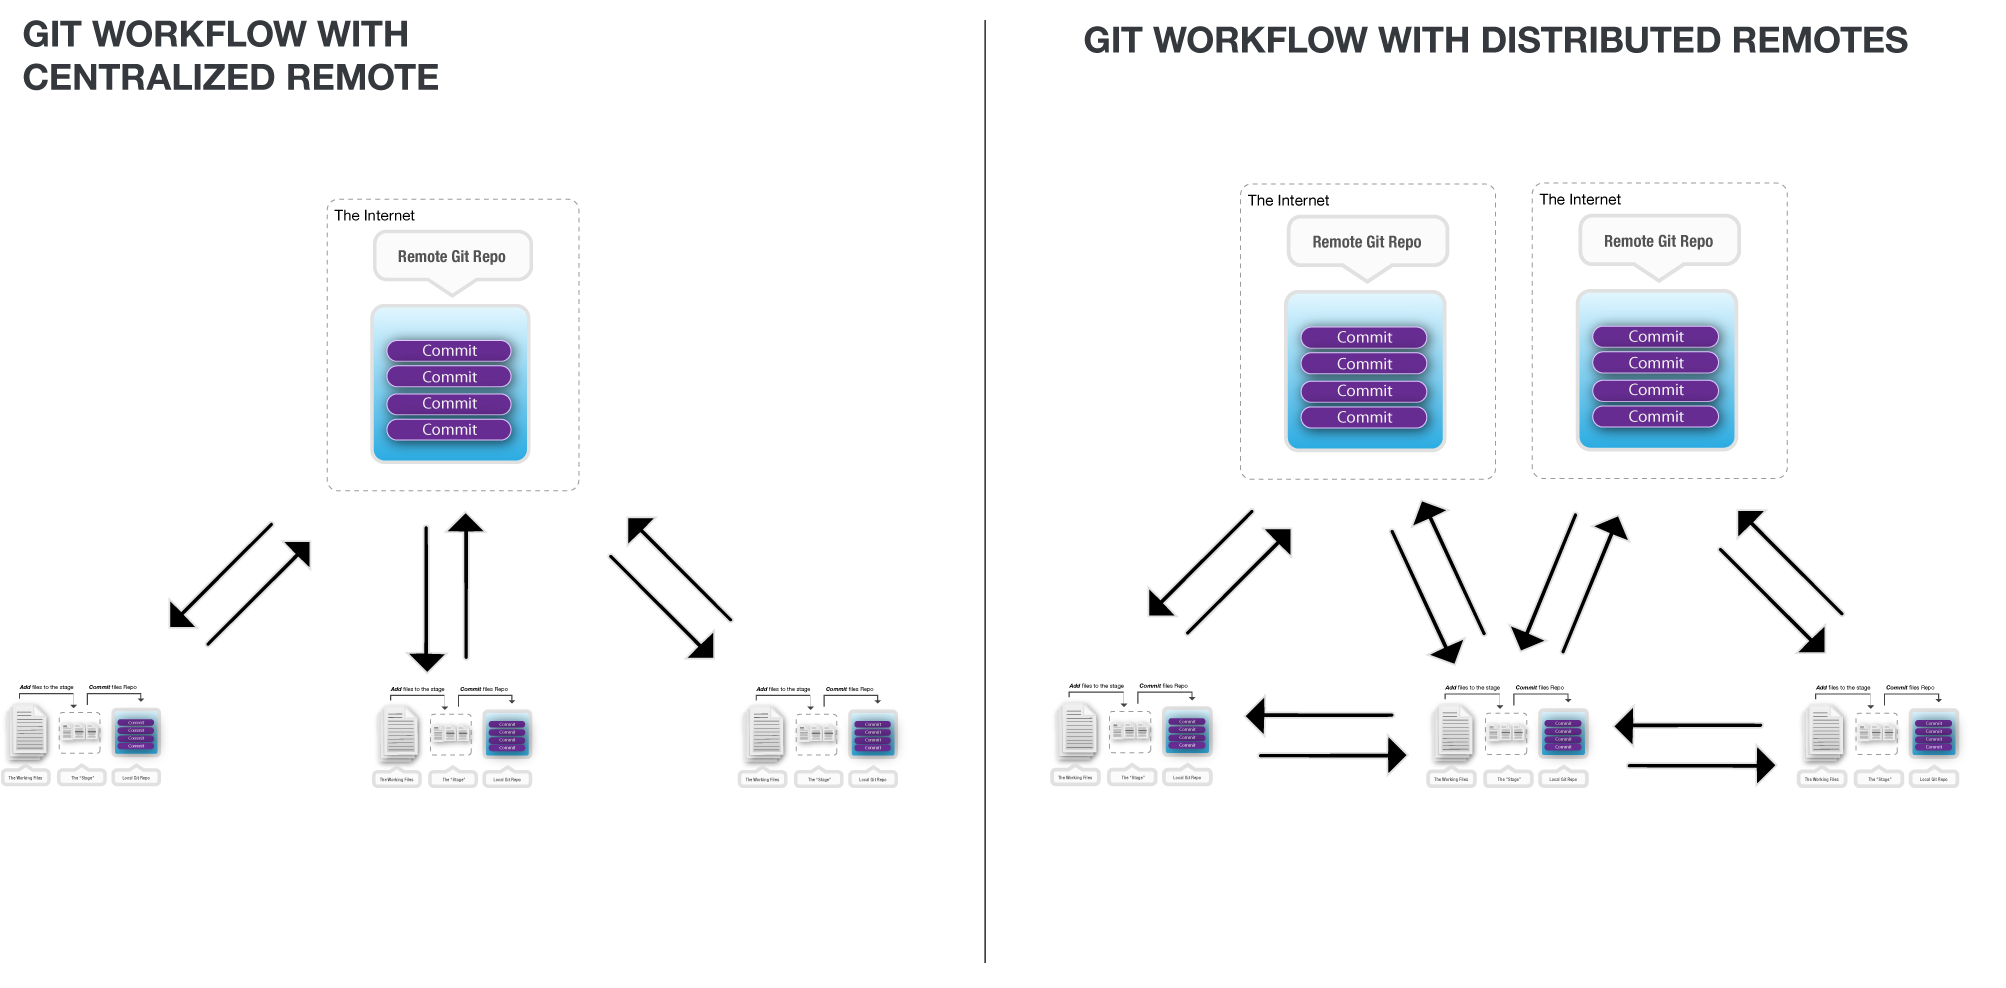 GIT WORKFLOW WITH
CENTRALIZED REMOTE
The Internet
Remote Git Repo
Commit
Commit
Commit
Commit
Add files to the stage
Commit files Repo
Commit
Commit
Commit
Commit
The Working Files
The "Stage"
Local Git Repo
Add files to the stage
Commit files Repo
Commit
Commit
Commit
Commit
The Working Files
The "Stage"
Local Git Repo
Add files to the stage
Commit files Repo
Commit
Commit
Commit
Commit
The Working Files
The "Stage"
Local Git Repo
GIT WORKFLOW WITH DISTRIBUTED REMOTES
The Internet
Remote Git Repo
Commit
Commit
Commit
Commit
The Internet
Remote Git Repo
Commit
Commit
Commit
Commit
Add files to the stage
Commit files Repo
Commit
Commit
Commit
Commit
The Working Files
The "Stage"
Local Git Repo
Add files to the stage
Commit files Repo
Commit
Commit
Commit
Commit
The Working Files
The "Stage"
Local Git Repo
Add files to the stage
Commit files Repo
Commit
Commit
Commit
Commit
The Working Files
The "Stage"
Local Git Repo